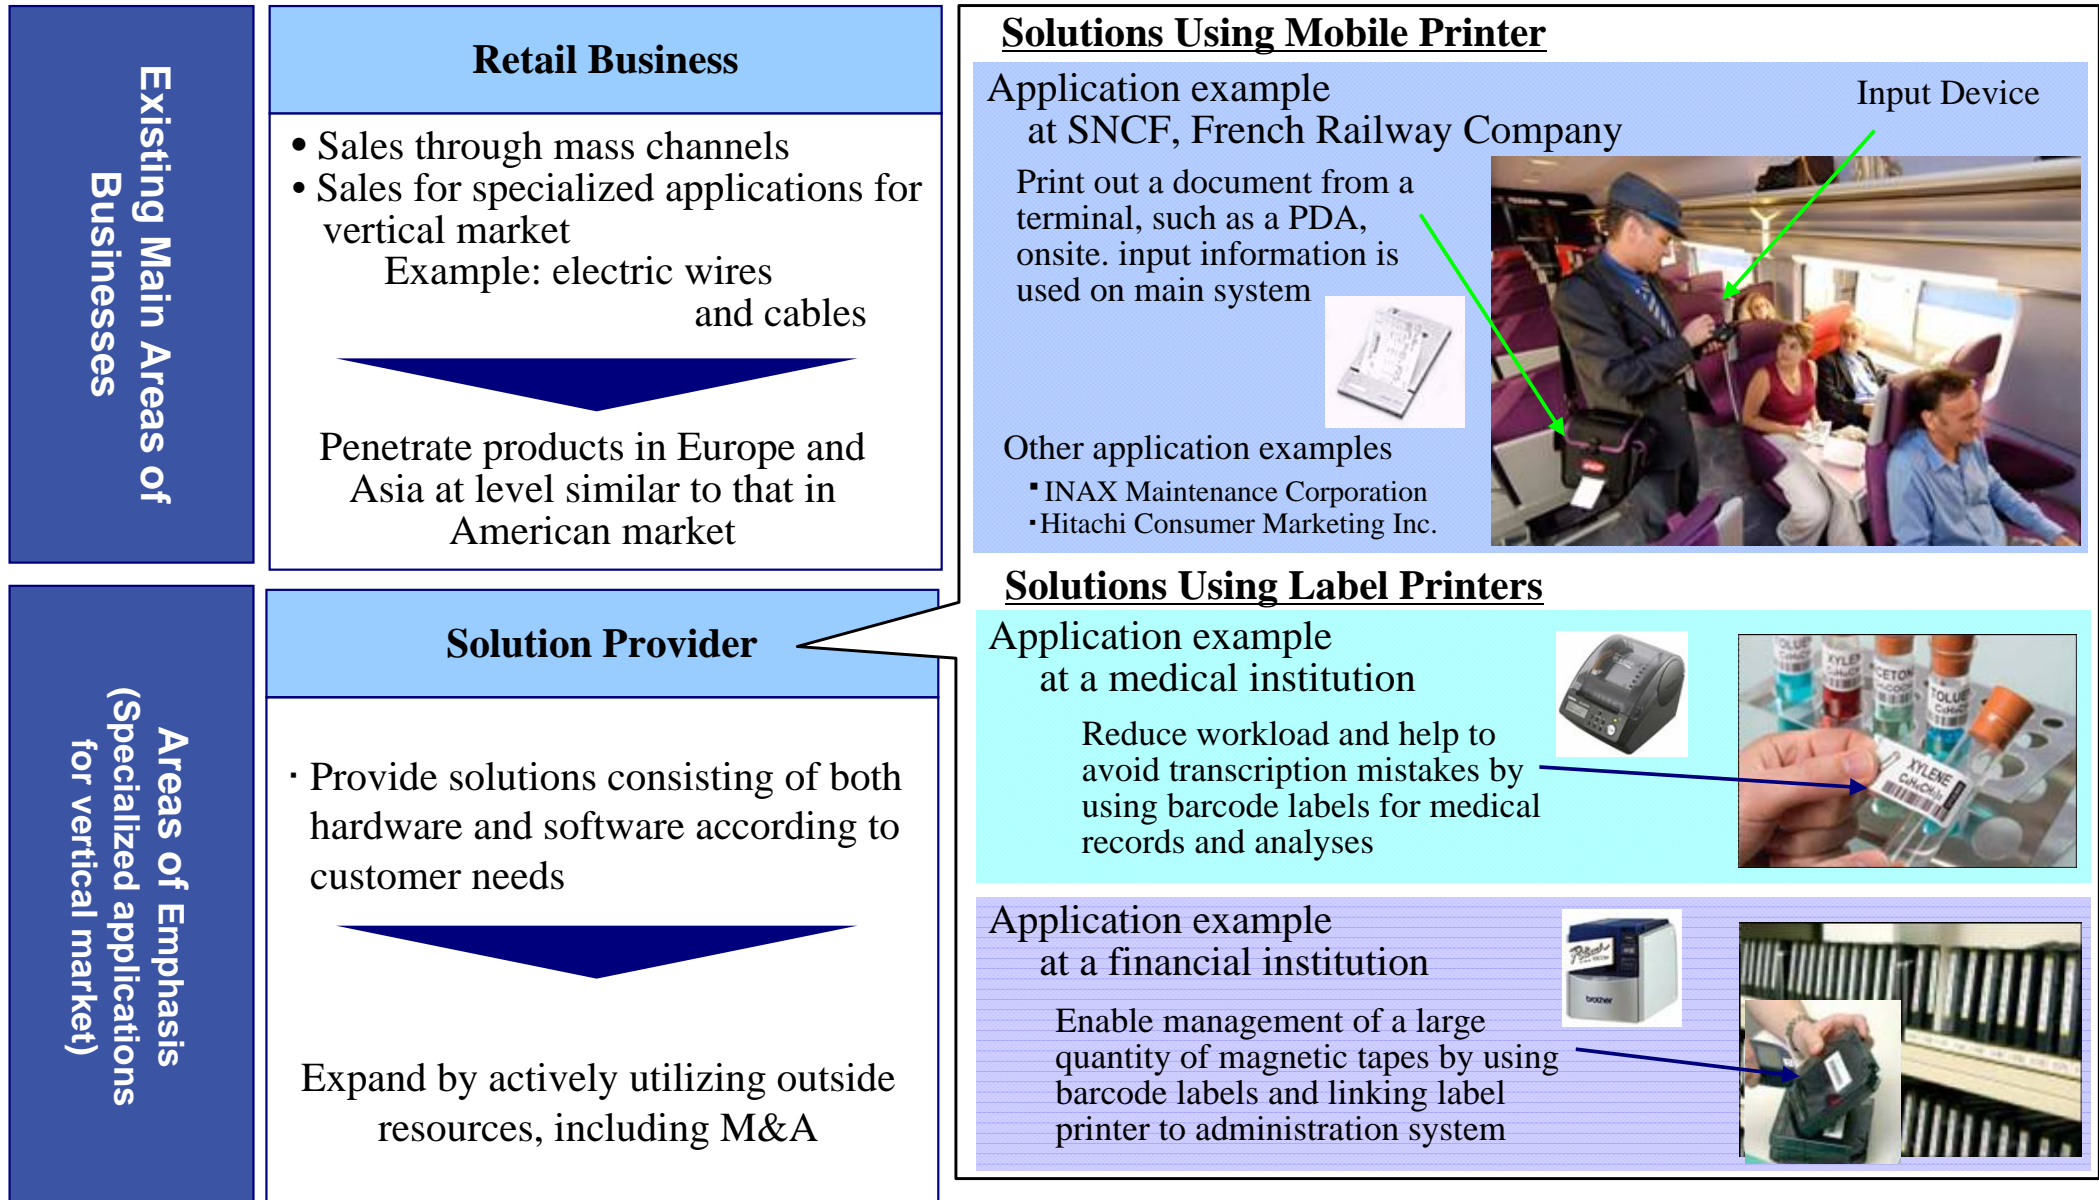 Existing Main Areas of
Businesses
Retail Business
• Sales through mass channels
• Sales for specialized applications for
vertical market
Example: electric wires
and cables
Penetrate products in Europe and
Asia at level similar to that in
American market
Areas of Emphasis
(Specialized applications
for vertical market)
Solution Provider
· Provide solutions consisting of both
hardware and software according to
customer needs
Expand by actively utilizing outside
resources, including M&A
Solutions Using Mobile Printer
Application example
at SNCF, French Railway Company
Input Device
Print out a document from a
terminal, such as a PDA,
onsite. input information is
used on main system
Other application examples
▪ INAX Maintenance Corporation
▪ Hitachi Consumer Marketing Inc.
Solutions Using Label Printers
Application example
at a medical institution
Reduce workload and help to
avoid transcription mistakes by
using barcode labels for medical
records and analyses
XYLENE
Application example
at a financial institution
brother
Enable management of a large
quantity of magnetic tapes by using
barcode labels and linking label
printer to administration system